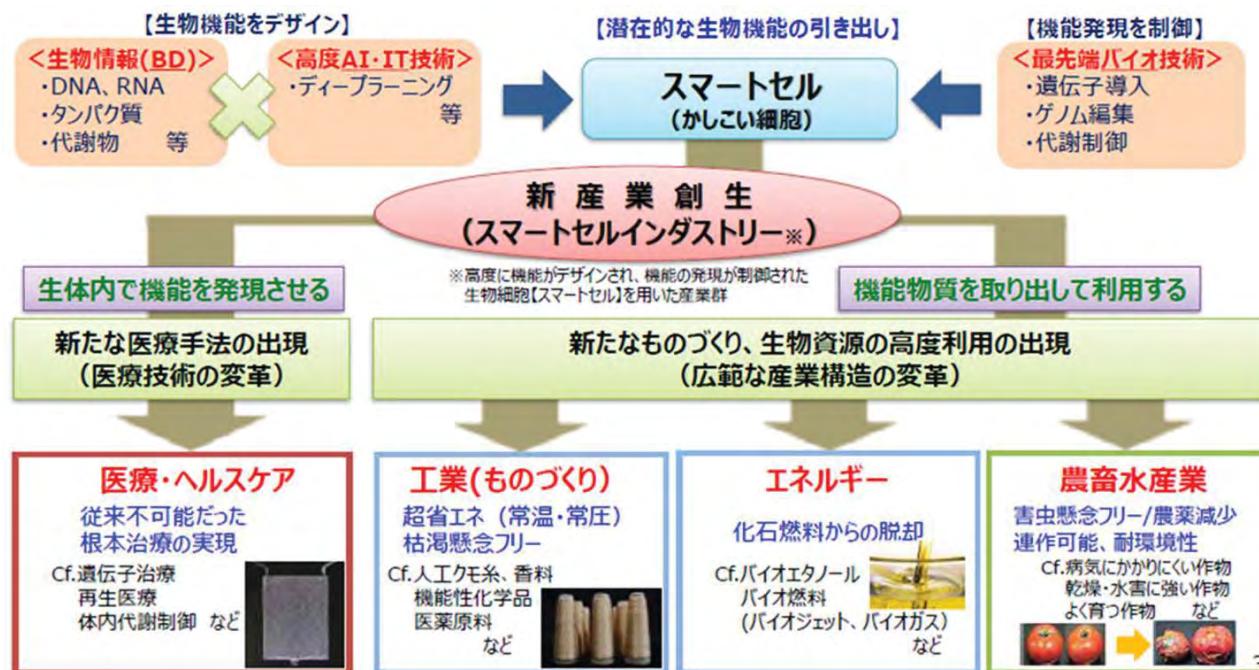 【生物機能をデザイン】
<生物情報(BD)>
・DNA、RNA
・タンパク質
・代謝物　等
<高度AI・IT技術>
・ディープラーニング
等
【潜在的な生物機能の引き出し】
スマートセル
(かしこい細胞)
【機能発現を制御】
<最先端バイオ技術>
・遺伝子導入
・ゲノム編集
・代謝制御
新産業創生
(スマートセルインダストリー※)
※高度に機能がデザインされ、機能の発現が制御された
生物細胞【スマートセル】を用いた産業群
生体内で機能を発現させる
機能物質を取り出して利用する
新たな医療手法の出現
(医療技術の変革)
新たなものづくり、生物資源の高度利用の出現
(広範な産業構造の変革)
医療・ヘルスケア
従来不可能だった
根本治療の実現
Cf.遺伝子治療
再生医療
体内代謝制御 など
工業(ものづくり)
超省エネ (常温・常圧)
枯渇懸念フリー
Cf.人工クモ糸、香料
機能性化学品
医薬原料
など
エネルギー
化石燃料からの脱却
Cf.バイオエタノール
バイオ燃料
(バイオジェット、バイオガス)
など
農畜水産業
害虫懸念フリー/農薬減少
連作可能、耐環境性
Cf.病気にかかりにくい作物
乾燥・水害に強い作物
よく育つ作物　など